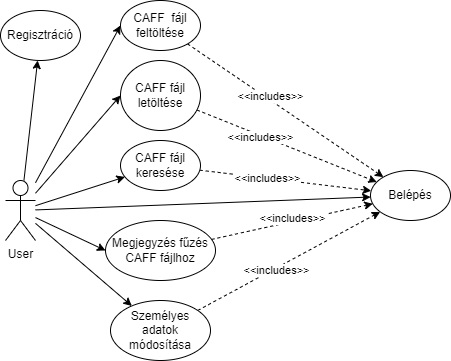 CAFF fájl
feltöltése
Regisztráció
CAFF fájl
letöltése
<<includes>>
<<includes>>
CAFF fájl
keresése
<<includes>>
Belépés
<<includes>>
User
Megjegyzés fűzés
CAFF fájlhoz
<<includes>>
Személyes
adatok
módosítása